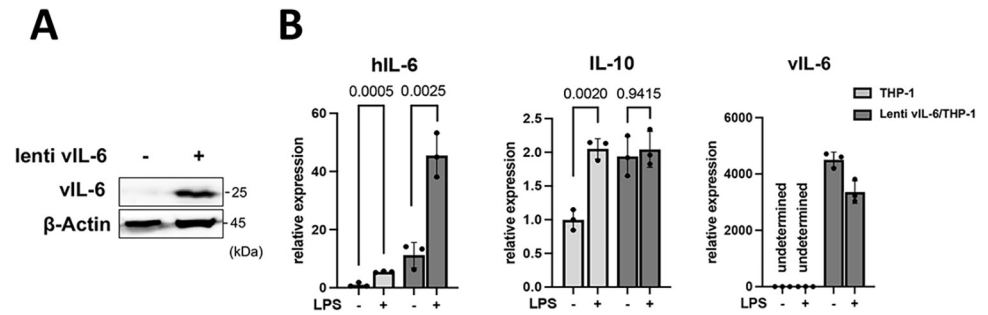 A
lenti vIL-6 - +
vIL-6 -25
β-Actin -45
(kDa)
B
hIL-6
0.0005 0.0025
relative expression
60
40
20
0
LPS - + - +
IL-10
0.0020 0.9415
relative expression
2.5
2.0
1.5
1.0
0.5
0.0
LPS - + - +
vIL-6
relative expression
6000
4000
2000
0
undetermined
undetermined
LPS - + - +
THP-1
Lenti vIL-6/THP-1